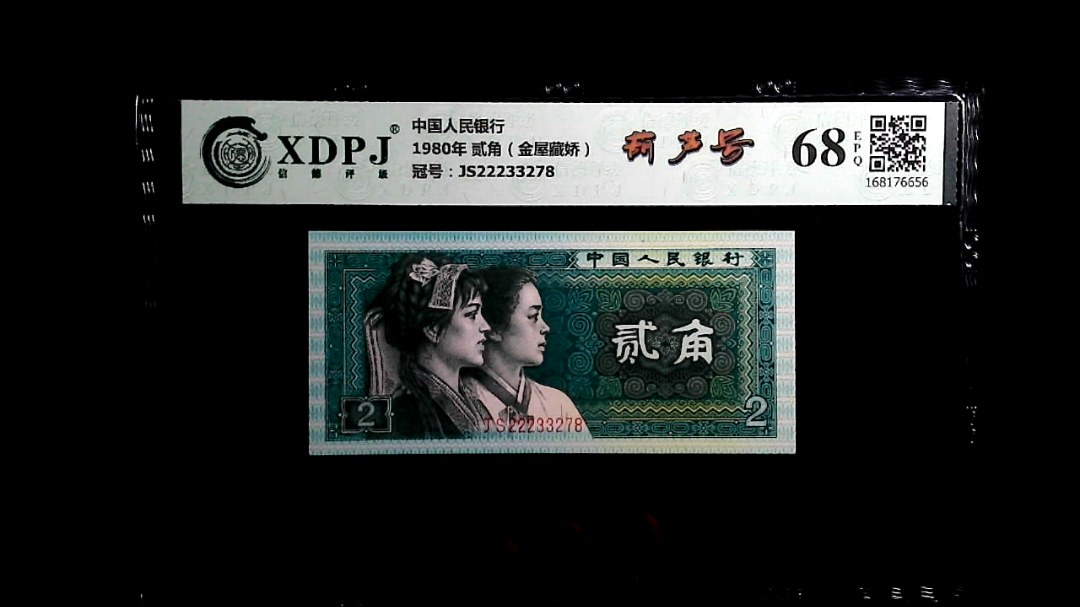 XDPJ®
信德评级
中国人民银行
1980年 贰角（金屋藏娇）
冠号：JS22233278
葫芦号
68
EPQ
168176656
中国人民银行
贰角
2
2
JS22233278